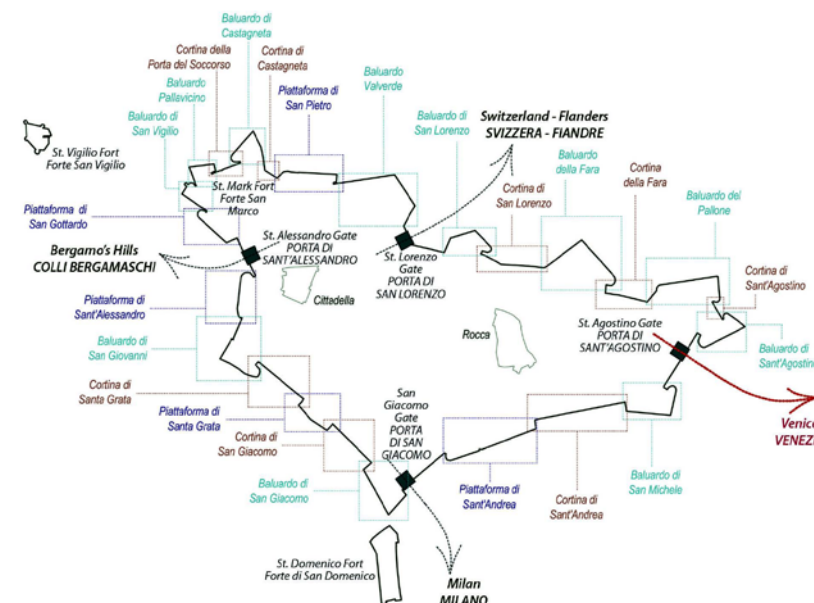 Baluardo di
Castagneta
Cortina della
Porta del Soccorso
Cortina di
Castagneta
Baluardo
Pallavicino
Piattaforma di
San Pietro
Baluardo
Valverde
Baluardo di
San Vigilio
Baluardo di
San Lorenzo
Switzerland - Flanders
SVIZZERA - FIANDRE
St. Vigilio Fort
Forte San Vigilio
St. Mark Fort
Forte San
Marco
Cortina di
San Lorenzo
Baluardo
della Fara
Cortina
della Fara
Baluardo del
Pallone
Piattaforma di
San Gottardo
Bergamo's Hills
COLLI BERGAMASCHI
St. Alessandro Gate
PORTA DI
SANT'ALESSANDRO
Cittadella
St. Lorenzo
Gate
PORTA DI
SAN LORENZO
Cortina di
Sant'Agostino
Piattaforma di
Sant'Alessandro
Rocca
St. Agostino Gate
PORTA DI
SANT'AGOSTINO
Baluardo di
San Giovanni
Baluardo di
Sant'Agostino
Cortina di
Santa Grata
San
Giacomo
Gate
PORTA
DI SAN
GIACOMO
Piattaforma di
Santa Grata
Venice
VENEZI
Cortina di
San Giacomo
Baluardo di
San Giacomo
Piattaforma di
Sant'Andrea
Cortina di
Sant'Andrea
Baluardo di
San Michele
St. Domenico Fort
Forte di San Domenico
Milan
MILANO